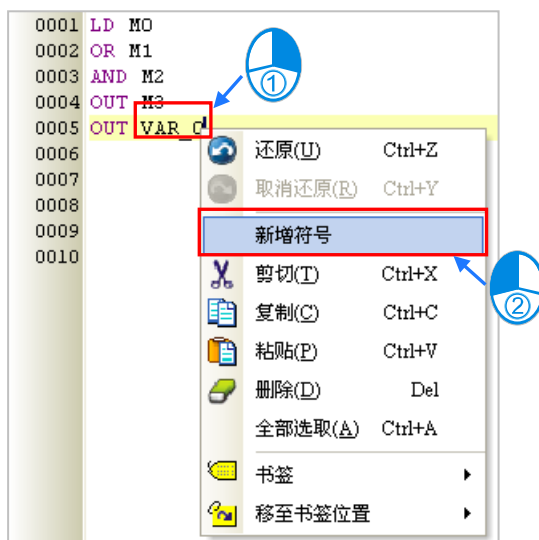 0001 LD M0
0002 OR M1
0003 AND M2
0004 OUT M3
0005 OUT VAR_0
0006
0007
0008
0009
0010
①
还原(U) Ctrl+Z
取消还原(R) Ctrl+Y
新增符号
②
剪切(T) Ctrl+X
复制(C) Ctrl+C
粘贴(P) Ctrl+V
删除(D) Del
全部选取(A) Ctrl+A
书签
移至书签位置